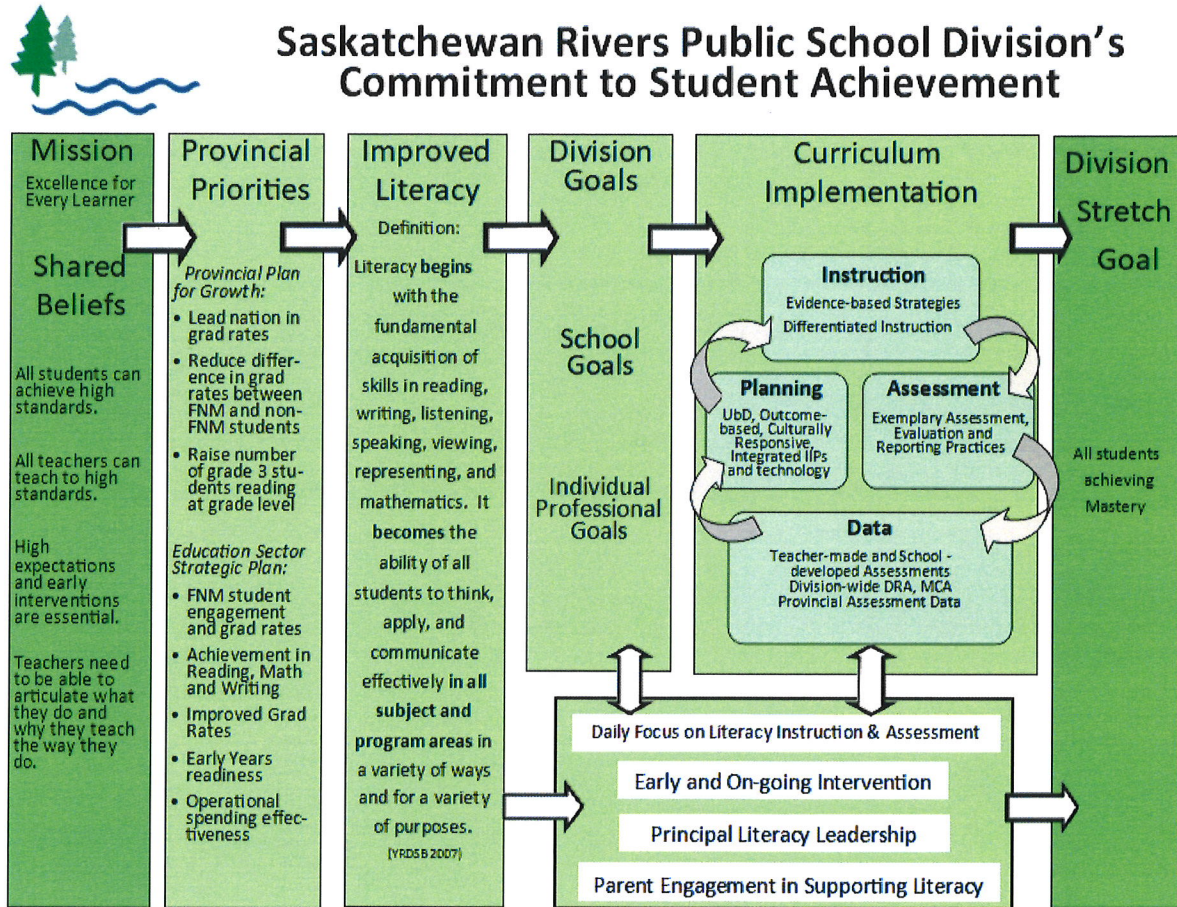 Saskatchewan Rivers Public School Division's
Commitment to Student Achievement
Mission
Excellence for
Every Learner
Shared
Beliefs
All students can
achieve high
standards.
All teachers can
teach to high
standards.
High
expectations
and early
interventions
are essential.
Teachers need
to be able to
articulate what
they do and
why they teach
the way they
do.
Provincial
Priorities
Provincial Plan
for Growth:
• Lead nation in
grad rates
• Reduce differ-
ence in grad
rates between
FNM and non-
FNM students
• Raise number
of grade 3 stu-
dents reading
at grade level
Education Sector
Strategic Plan:
• FNM student
engagement
and grad rates
• Achievement in
Reading, Math
and Writing
• Improved Grad
Rates
• Early Years
readiness
• Operational
spending effec-
tiveness
Improved
Literacy
Definition:
Literacy begins
with the
fundamental
acquisition of
skills in reading,
writing, listening,
speaking, viewing,
representing, and
mathematics. It
becomes the
ability of all
students to think,
apply, and
communicate
effectively in all
subject and
program areas in
a variety of ways
and for a variety
of purposes.
(YRDSB 2007)
Division
Goals
School
Goals
Individual
Professional
Goals
Curriculum
Implementation
Instruction
Evidence-based Strategies
Differentiated Instruction
Planning
UbD, Outcome-
based, Culturally
Responsive,
Integrated IIPs
and technology
Assessment
Exemplary Assessment,
Evaluation and
Reporting Practices
Data
Teacher-made and School -
developed Assessments
Division-wide DRA, MCA
Provincial Assessment Data
Daily Focus on Literacy Instruction & Assessment
Early and On-going Intervention
Principal Literacy Leadership
Parent Engagement in Supporting Literacy
Division
Stretch
Goal
All students
achieving
Mastery